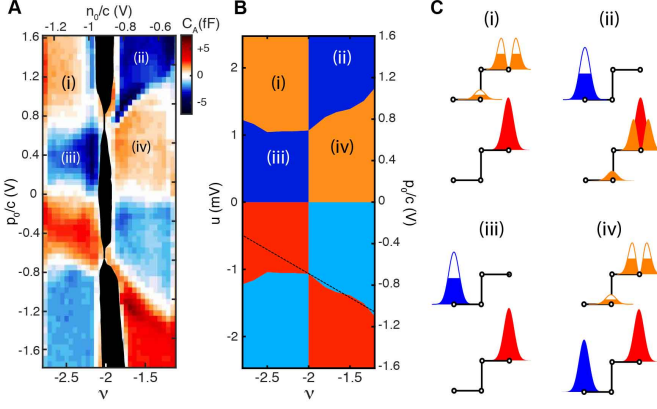 A
n₀/c (V)
-1.2 -1 -0.8 -0.6
C_A(fF)
+5
0
-5
p₀/c (V)
1.6
1.2
0.8
0.4
0
-0.4
-0.8
-1.2
-1.6
(i)
(ii)
(iii)
(iv)
-2.5 -2 -1.5
ν
B
u (mV)
2
1
0
-1
-2
(i)
(ii)
(iii)
(iv)
1.6
1.2
0.8
0.4
0
-0.4
-0.8
-1.2
-1.6
p₀/c (V)
-2.5 -2 -1.5
ν
C
(i)
(ii)
(iii)
(iv)